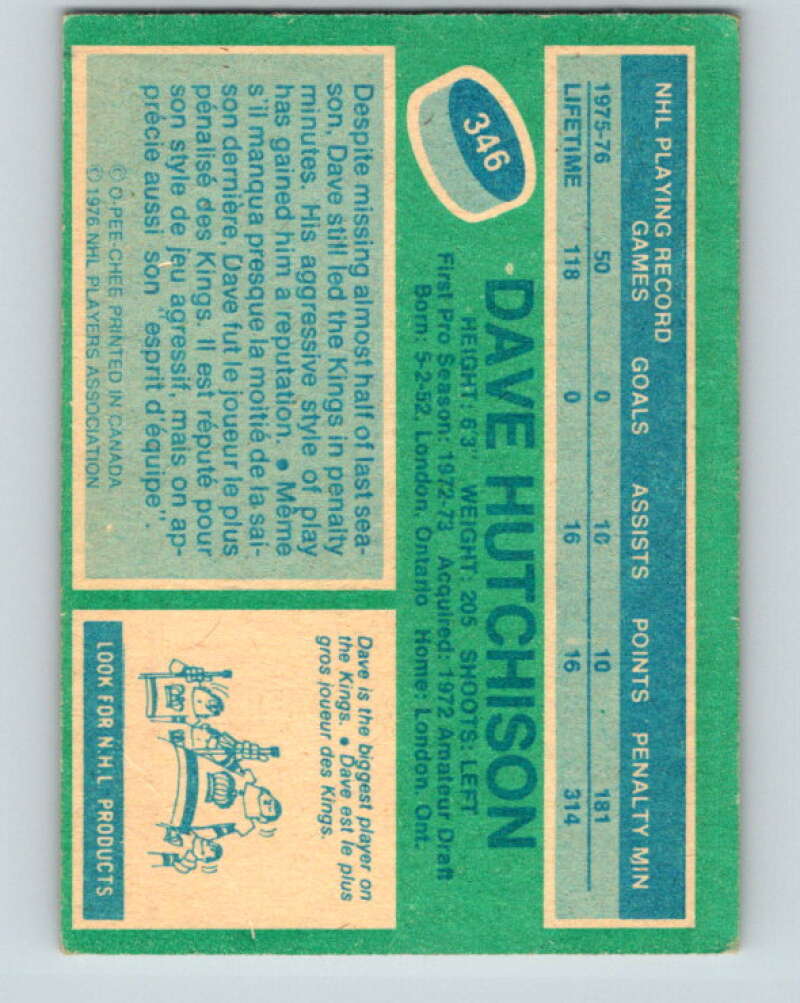 NHL PLAYING RECORD
GAMES GOALS ASSISTS POINTS PENALTY MIN
1975-76 50 0 10 10 181
LIFETIME 118 0 16 16 314
346
DAVE HUTCHISON
HEIGHT: 6'3" WEIGHT: 205 SHOOTS: LEFT
First Pro Season: 1972-73 Acquired: 1972 Amateur Draft
Born: 5-2-52, London, Ontario Home: London, Ont.
Despite missing almost half of last sea-
son, Dave still led the Kings in penalty
minutes. His aggressive style of play
has gained him a reputation. • Même
s'il manqua presque la moitié de la sai-
son dernière, Dave fut le joueur le plus
pénalisé des Kings. Il est réputé pour
son style de jeu agressif, mais on ap-
précie aussi son "esprit d'équipe".
© O-PEE-CHEE PRINTED IN CANADA
© 1976 NHL PLAYERS ASSOCIATION
Dave is the biggest player on
the Kings. • Dave est le plus
gros joueur des Kings.
LOOK FOR N.H.L PRODUCTS